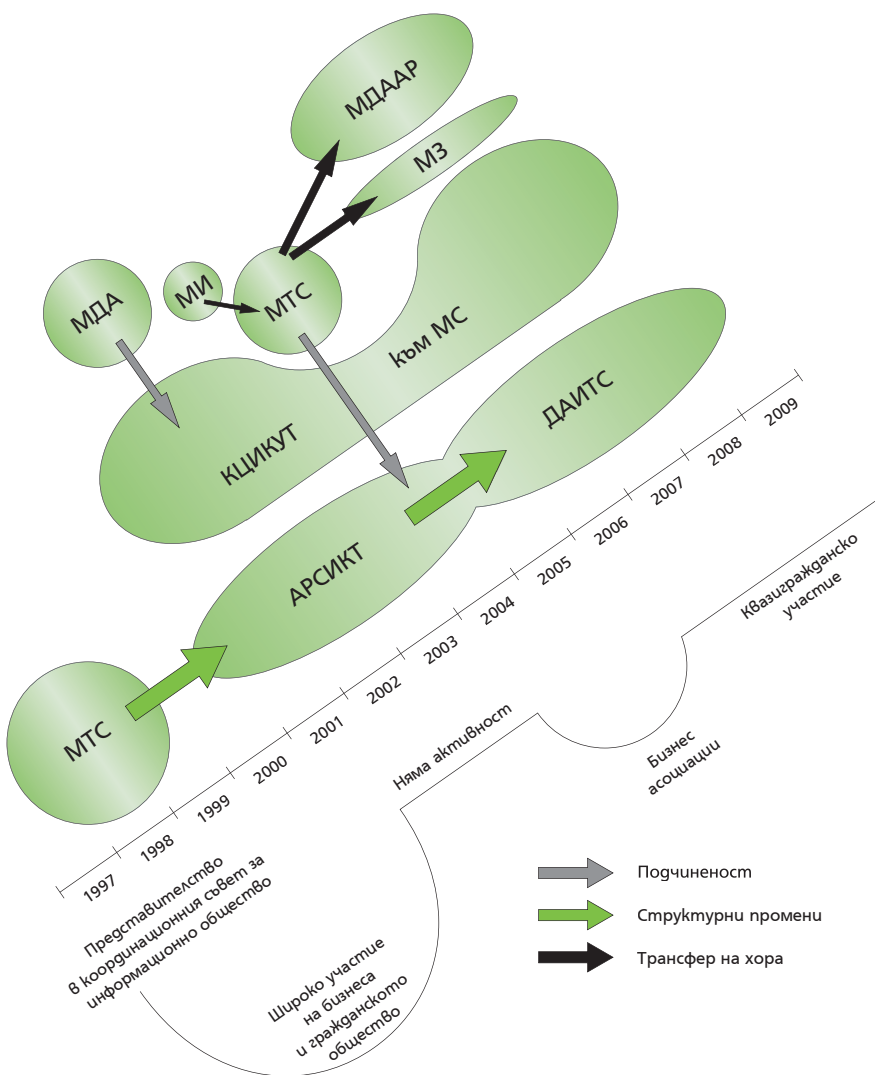 МДААР
МЗ
МДА
МИ
МТС
към МС
КЦИКУТ
ДАИТС
АРСИКТ
МТС
1997
1998
1999
2000
2001
2002
2003
2004
2005
2006
2007
2008
2009
Квазигражданско
участие
Няма активност
Бизнес
асоциации
Представителство
в координационния съвет за
информационно общество
Широко участие
на бизнеса
и гражданското
общество
Подчиненост
Структурни промени
Трансфер на хора